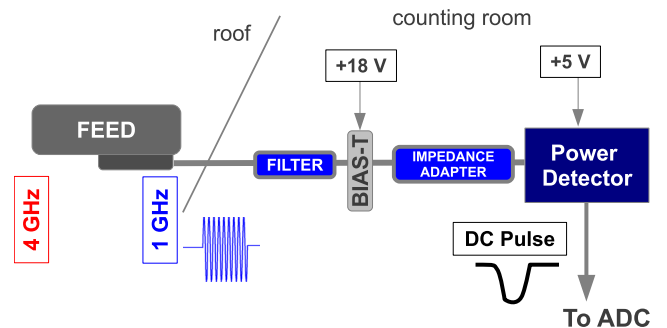 counting room
roof
+18 V
+5 V
FEED
FILTER
BIAS-T
IMPEDANCE
ADAPTER
Power
Detector
4 GHz
1 GHz
DC Pulse
To ADC